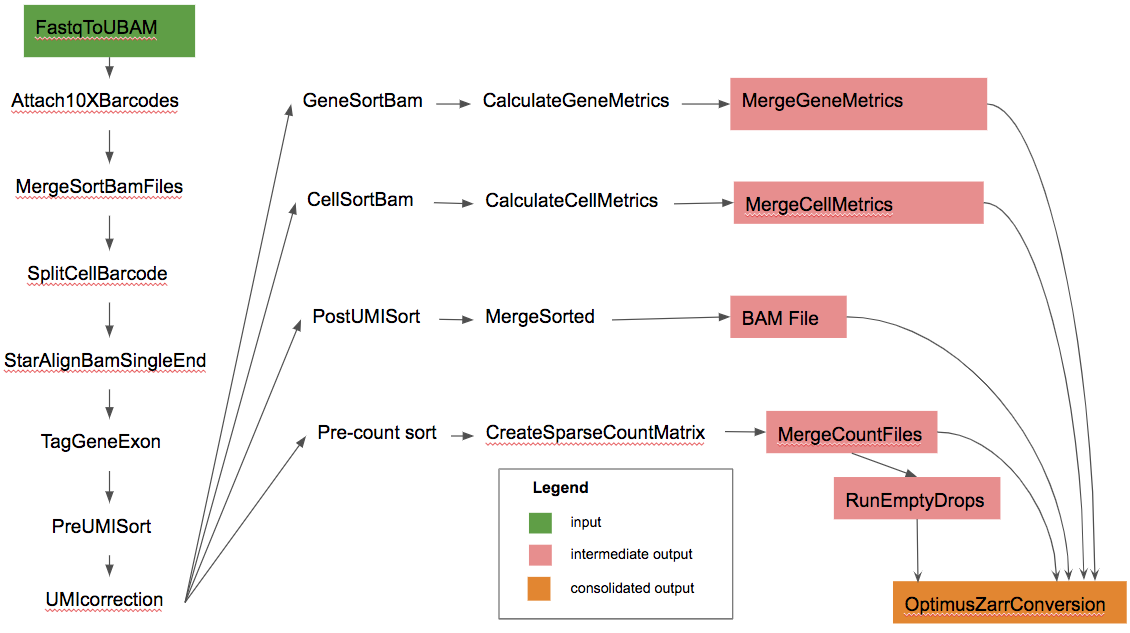 FastqToUBAM
Attach10XBarcodes
MergeSortBamFiles
SplitCellBarcode
StarAlignBamSingleEnd
TagGeneExon
PreUMISort
UMIcorrection
GeneSortBam
CalculateGeneMetrics
MergeGeneMetrics
CellSortBam
CalculateCellMetrics
MergeCellMetrics
PostUMISort
MergeSorted
BAM File
Pre-count sort
CreateSparseCountMatrix
MergeCountFiles
RunEmptyDrops
OptimusZarrConversion
Legend
input
intermediate output
consolidated output